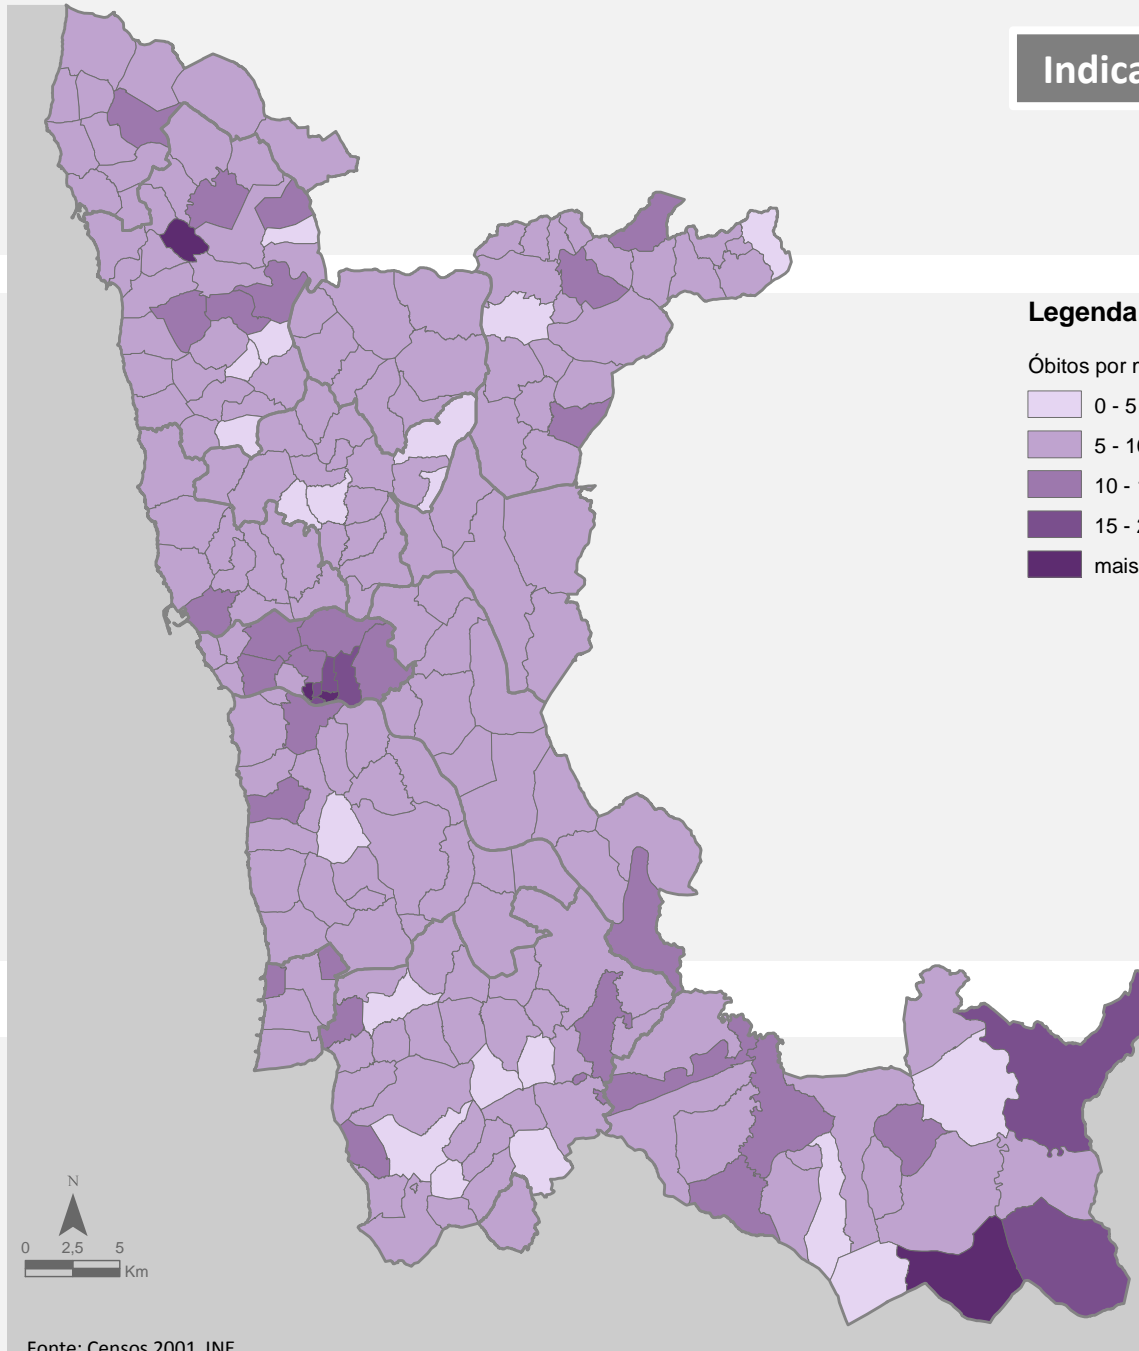 Indica
Legenda
Óbitos por
0 - 5
5 - 10
10 -
15 -
mais
N
0 2,5 5
Km
Fonte: Censos 2001, INE